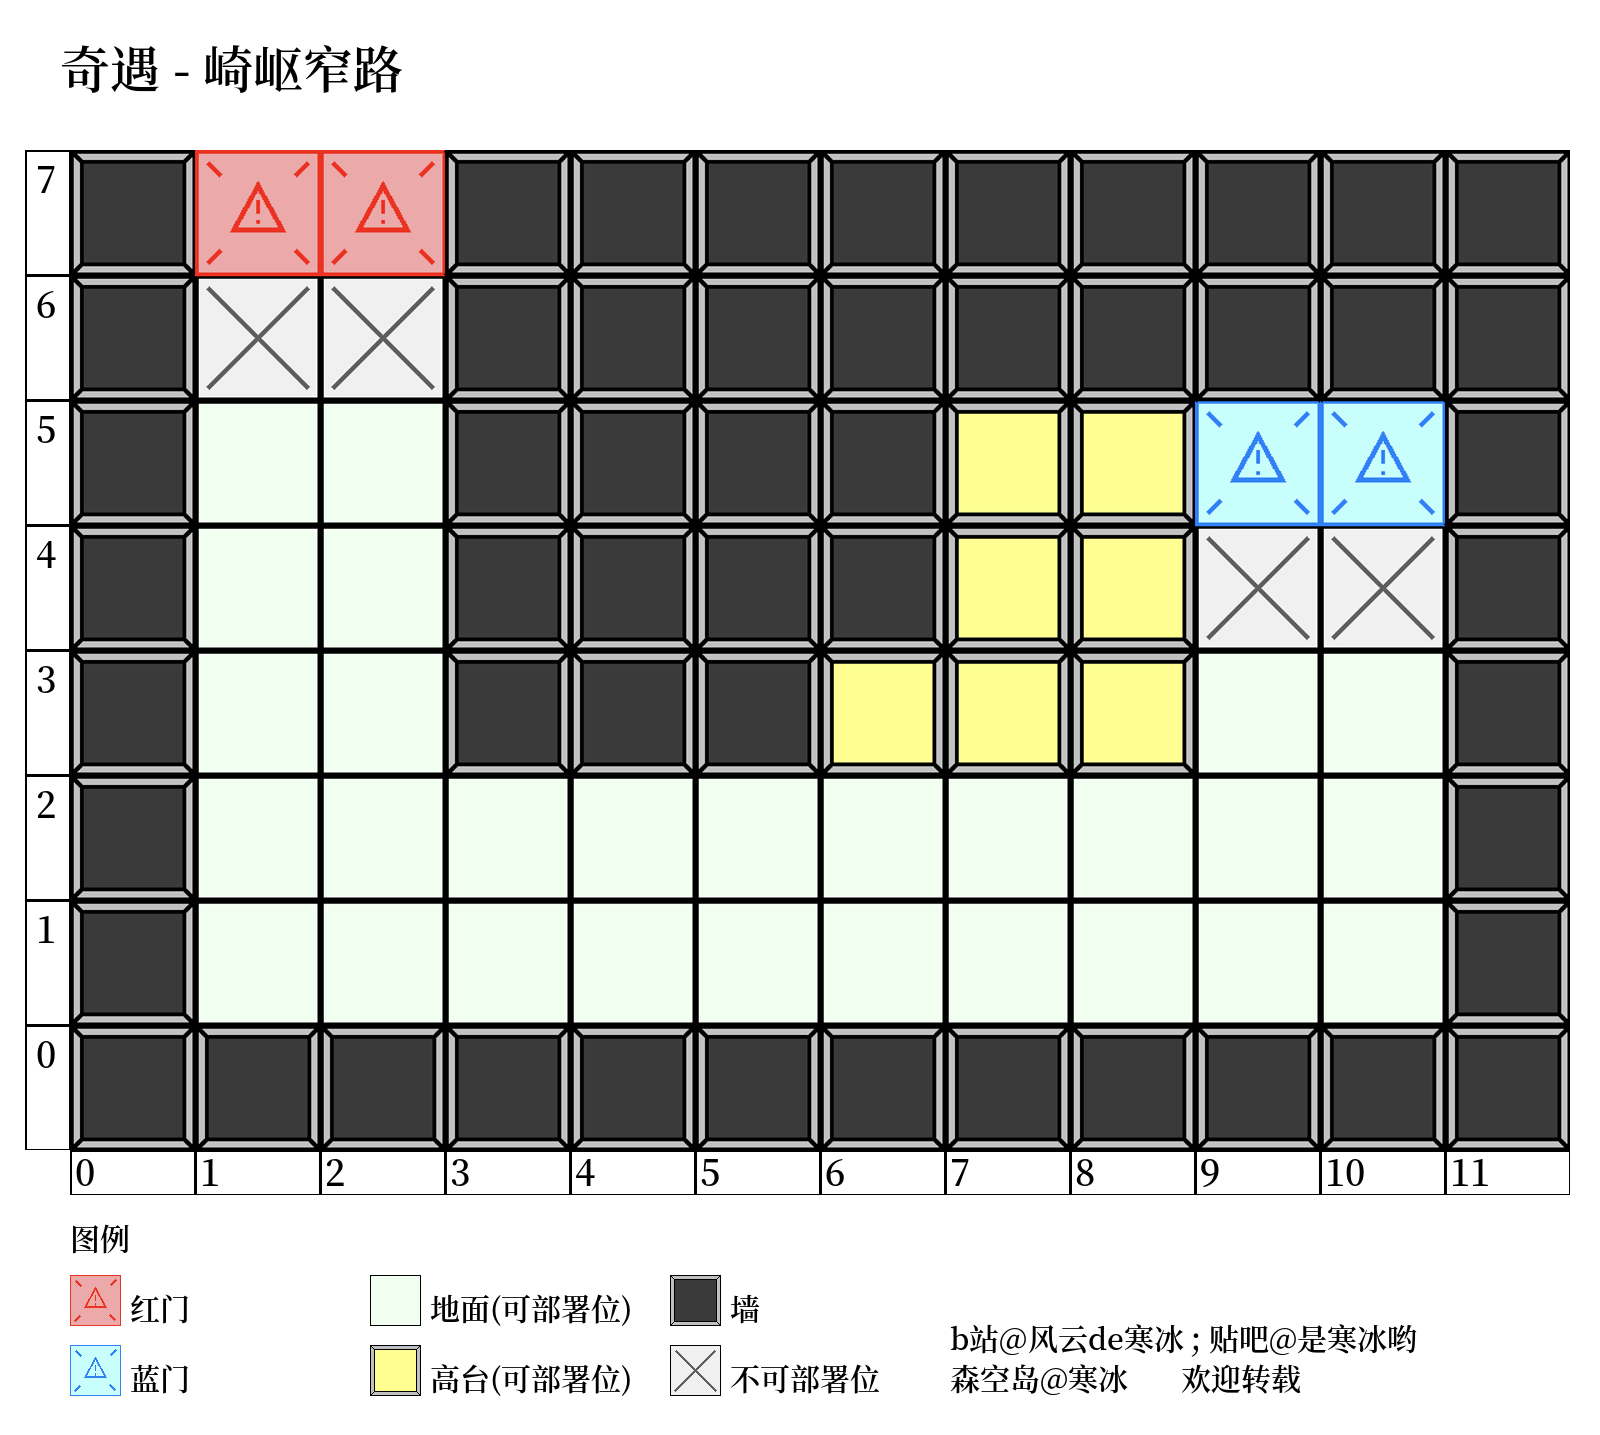 奇遇 - 崎岖窄路
7
6
5
4
3
2
1
0
0 1 2 3 4 5 6 7 8 9 10 11
图例
红门 地面(可部署位) 墙
蓝门 高台(可部署位) 不可部署位
b站@风云de寒冰 ; 贴吧@是寒冰哟
森空岛@寒冰 欢迎转载